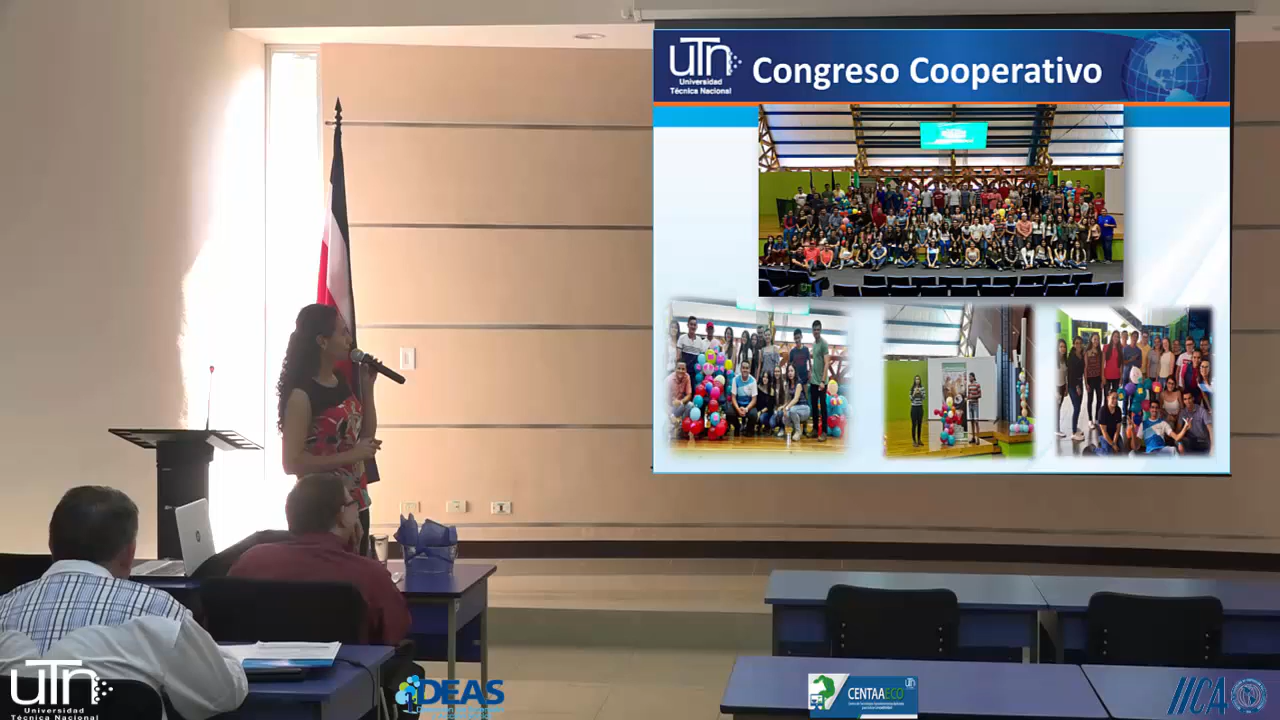 UTn
Universidad
Técnica Nacional
Congreso Cooperativo
UTn
Universidad
Técnica Nacional
iDEAS
CENTAAECO
IICA